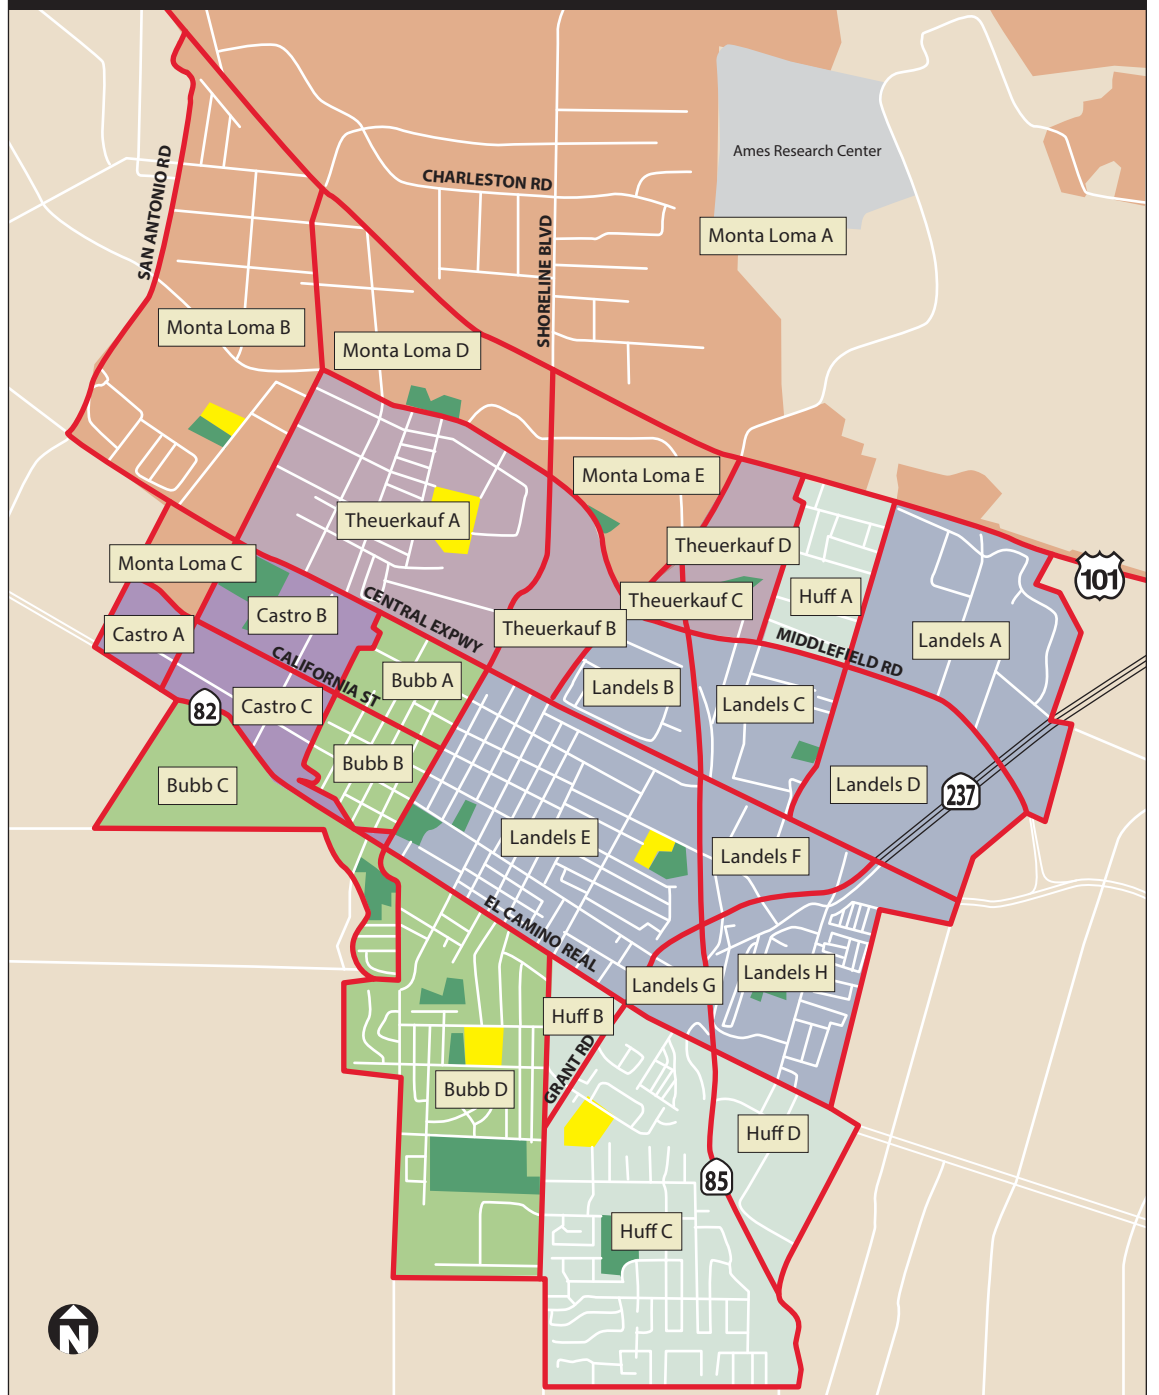 Ames Research Center
SAN ANTONIO RD
CHARLESTON RD
SHORELINE BLVD
Monta Loma A
Monta Loma B
Monta Loma D
Monta Loma E
Theuerkauf A
Theuerkauf D
Monta Loma C
101
Huff A
Theuerkauf C
Castro B
CENTRAL EXPWY
Theuerkauf B
Castro A
MIDDLEFIELD RD
Landels A
CALIFORNIA ST
Bubb A
Landels B
82
Castro C
Landels C
Bubb B
Bubb C
Landels D
237
Landels E
Landels F
EL CAMINO REAL
Landels G
Landels H
Huff B
GRANT RD
Bubb D
Huff D
85
Huff C
N